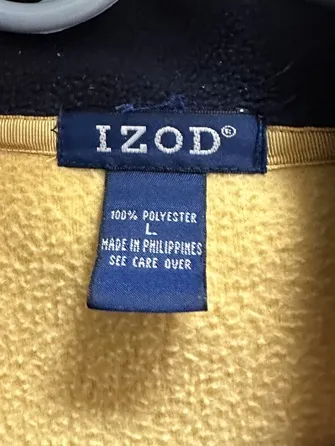 IZOD®
100% POLYESTER
L
MADE IN PHILIPPINES
SEE CARE OVER